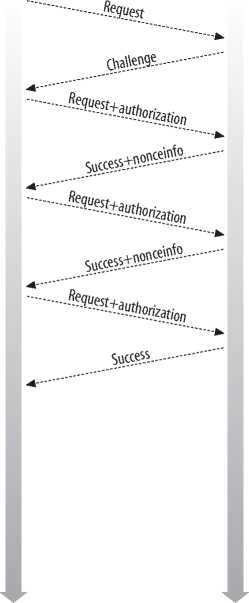 Request
Challenge
Request+authorization
Success+nonceinfo
Request+authorization
Success+nonceinfo
Request+authorization
Success